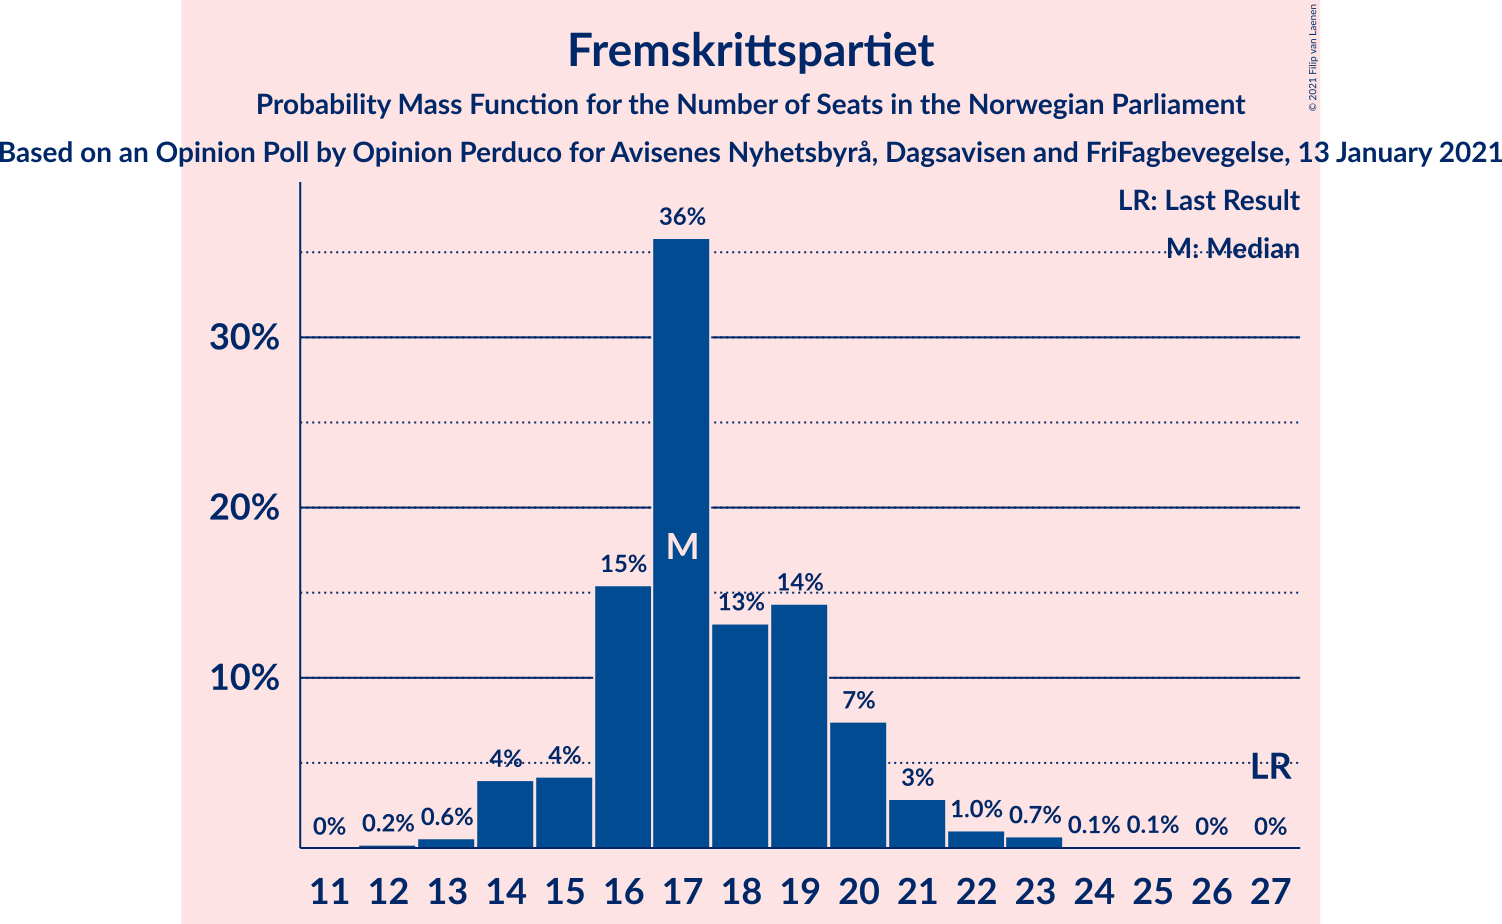 Fremskrittspartiet
Probability Mass Function for the Number of Seats in the Norwegian Parliament
Based on an Opinion Poll by Opinion Perduco for Avisenes Nyhetsbyrå, Dagsavisen and FriFagbevegelse, 13 January 2021
© 2021 Filip van Laenen
LR: Last Result
M: Median
30%
20%
10%
0%
0.2%
0.6%
4%
4%
15%
36%
M
13%
14%
7%
3%
1.0%
0.7%
0.1%
0.1%
0%
0%
LR
11 12 13 14 15 16 17 18 19 20 21 22 23 24 25 26 27